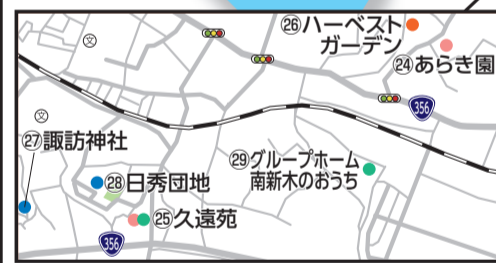 ㉖ハーベスト
ガーデン
文
㉔あらき園
356
文
㉗諏訪神社
㉙グループホーム
南新木のおうち
㉘日秀団地
㉕久遠苑
356